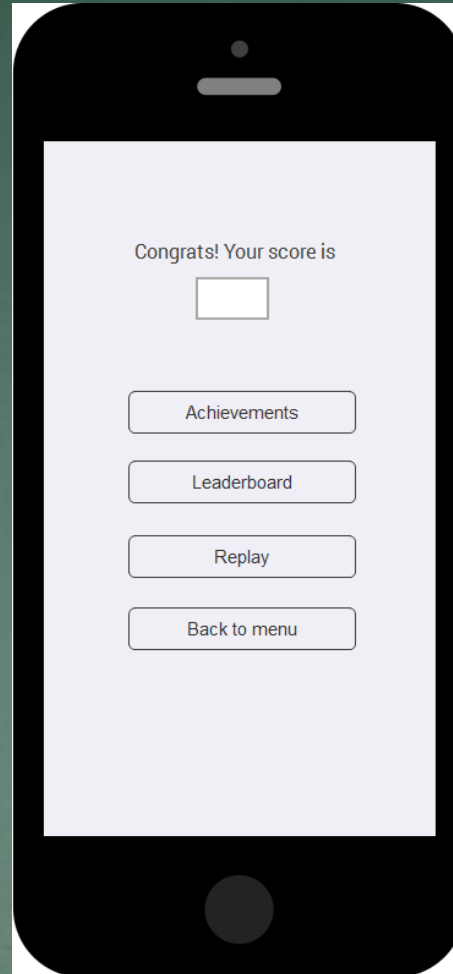 Congrats! Your score is
Achievements
Leaderboard
Replay
Back to menu